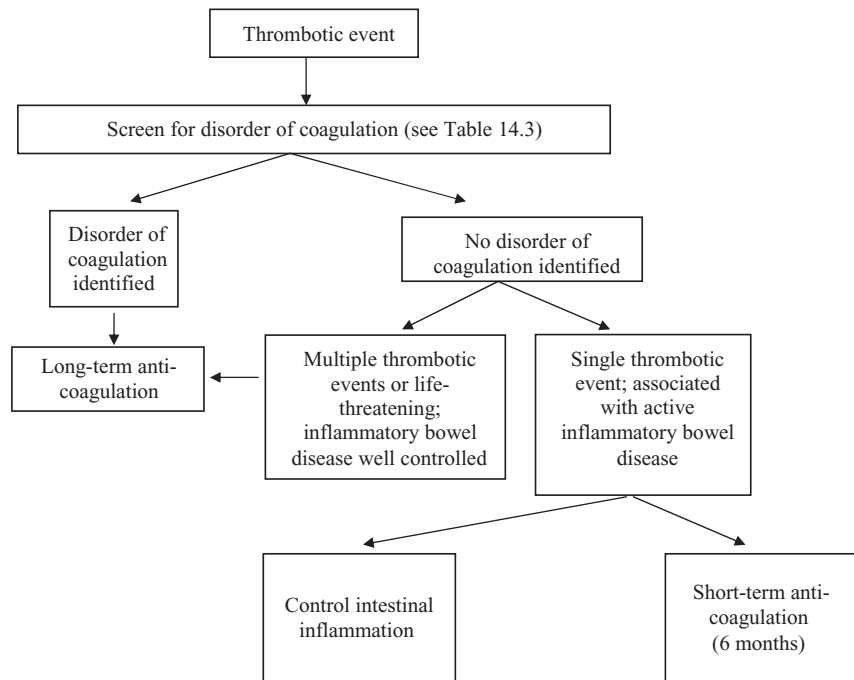 Thrombotic event
Screen for disorder of coagulation (see Table 14.3)
Disorder of
coagulation
identified
No disorder of
coagulation identified
Long-term anti-
coagulation
Multiple thrombotic
events or life-
threatening;
inflammatory bowel
disease well controlled
Single thrombotic
event; associated
with active
inflammatory bowel
disease
Control intestinal
inflammation
Short-term anti-
coagulation
(6 months)